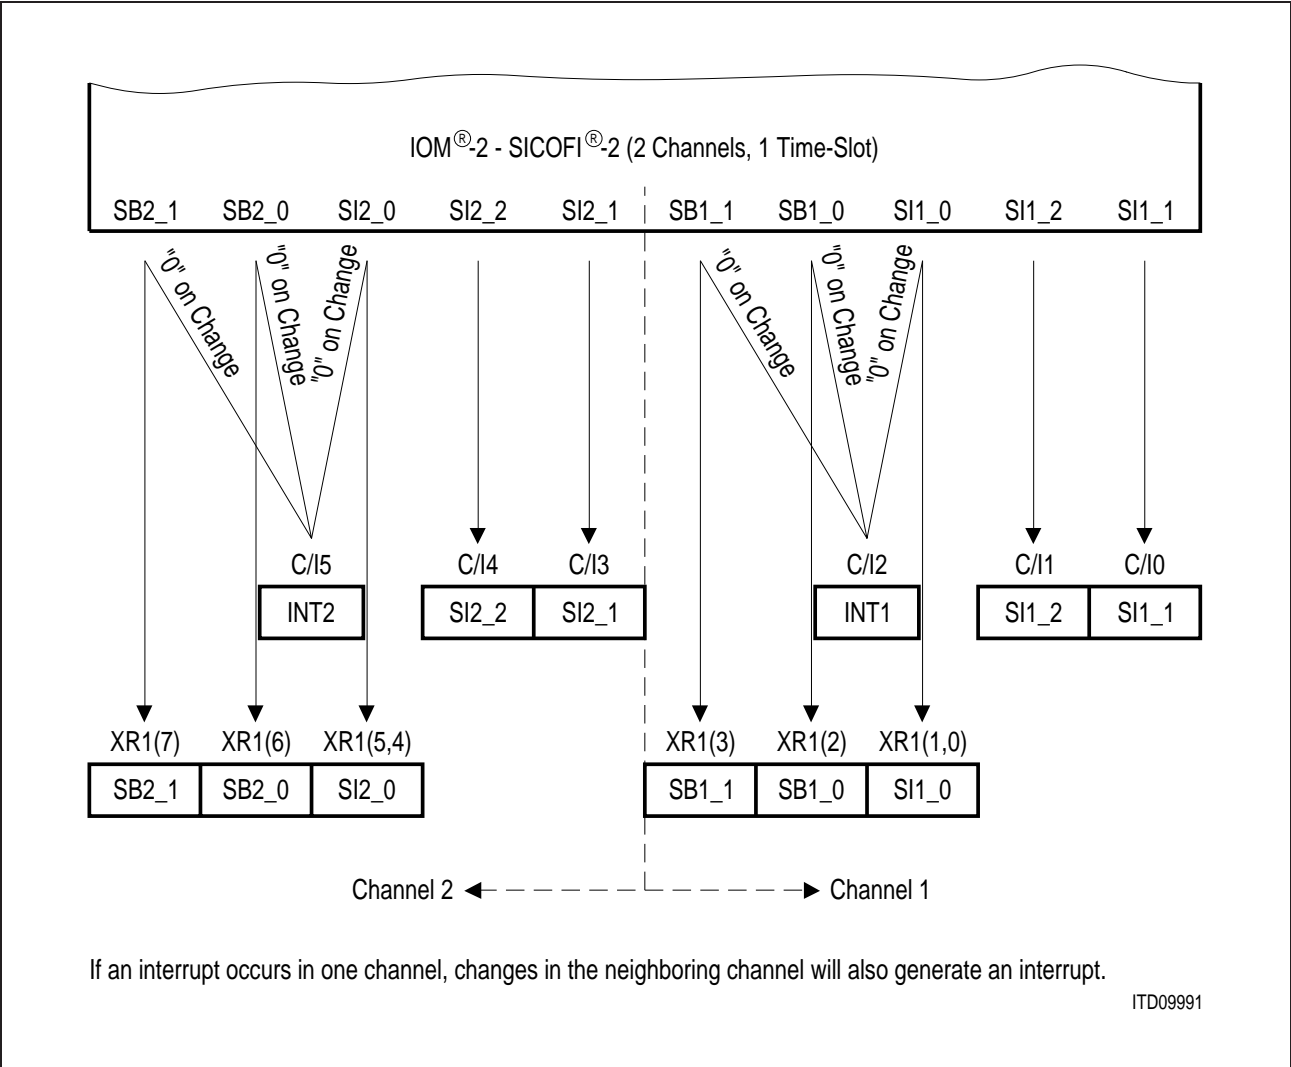 IOM®-2 - SICOFI®-2 (2 Channels, 1 Time-Slot)
SB2_1 SB2_0 SI2_0 SI2_2 SI2_1 SB1_1 SB1_0 SI1_0 SI1_2 SI1_1
"0" on Change "0" on Change "0" on Change "0" on Change "0" on Change "0" on Change
C/I5 C/I4 C/I3 C/I2 C/I1 C/I0
INT2 SI2_2 SI2_1 INT1 SI1_2 SI1_1
XR1(7) XR1(6) XR1(5,4) XR1(3) XR1(2) XR1(1,0)
SB2_1 SB2_0 SI2_0 SB1_1 SB1_0 SI1_0
Channel 2 Channel 1
If an interrupt occurs in one channel, changes in the neighboring channel will also generate an interrupt.
ITD09991